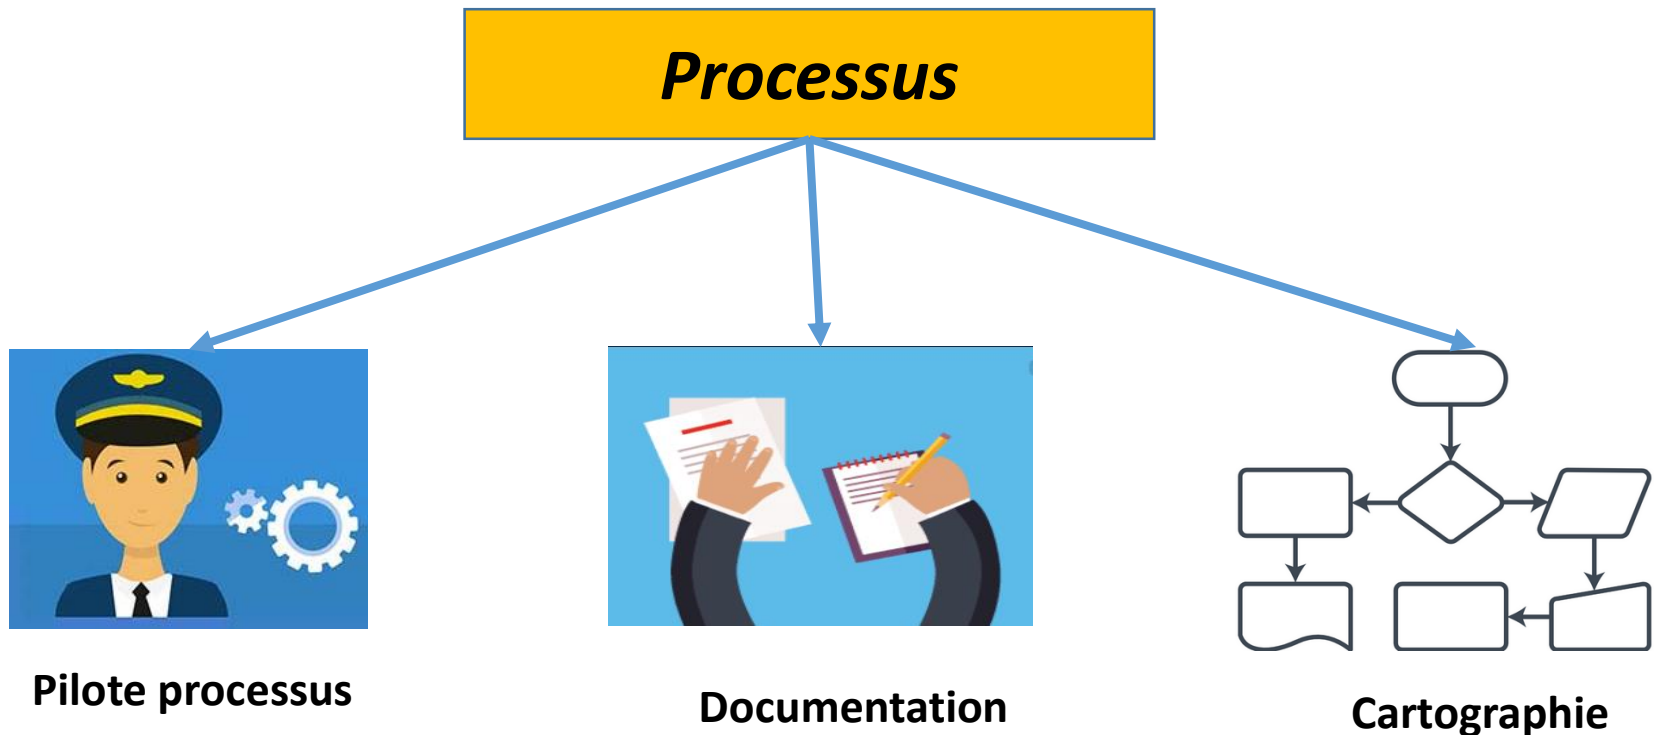 Processus
Pilote processus
Documentation
Cartographie